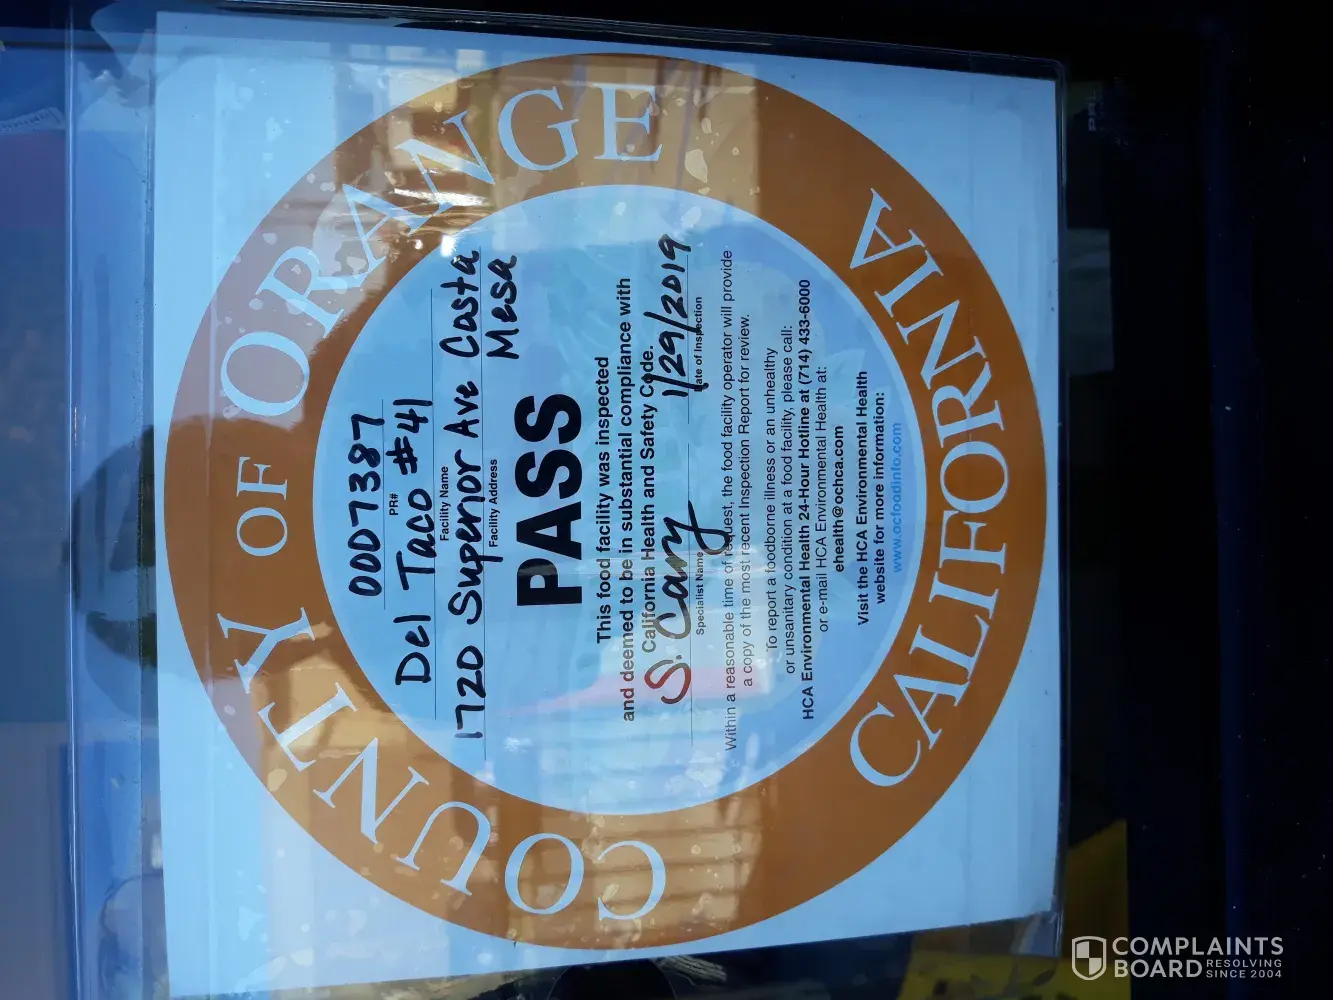 COUNTY OF ORANGE
0007387
PR#
Del Taco #41
Facility Name
1720 Superior Ave Casta
Mesa
Facility Address
PASS
This food facility was inspected
and deemed to be in substantial compliance with
California Health and Safety Code.
S. Cary 1/29/2019
Specialist Name Date of Inspection
Within a reasonable time of request, the food facility operator will provide
a copy of the most recent Inspection Report for review.
To report a foodborne illness or an unhealthy
or unsanitary condition at a food facility, please call:
HCA Environmental Health 24-Hour Hotline at (714) 433-6000
or e-mail HCA Environmental Health at:
ehealth@ochca.com
Visit the HCA Environmental Health
website for more information:
www.ocfoodinfo.com
CALIFORNIA
COMPLAINTS
BOARD RESOLVING
SINCE 2004